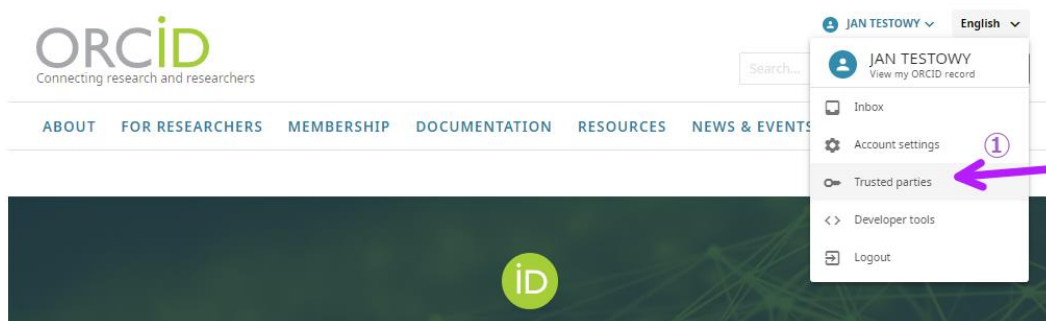 ORCiD
Connecting research and researchers
JAN TESTOWY
English
Search...
JAN TESTOWY
View my ORCID record
ABOUT FOR RESEARCHERS MEMBERSHIP DOCUMENTATION RESOURCES NEWS & EVENTS
Inbox
Account settings
①
Trusted parties
Developer tools
Logout
iD